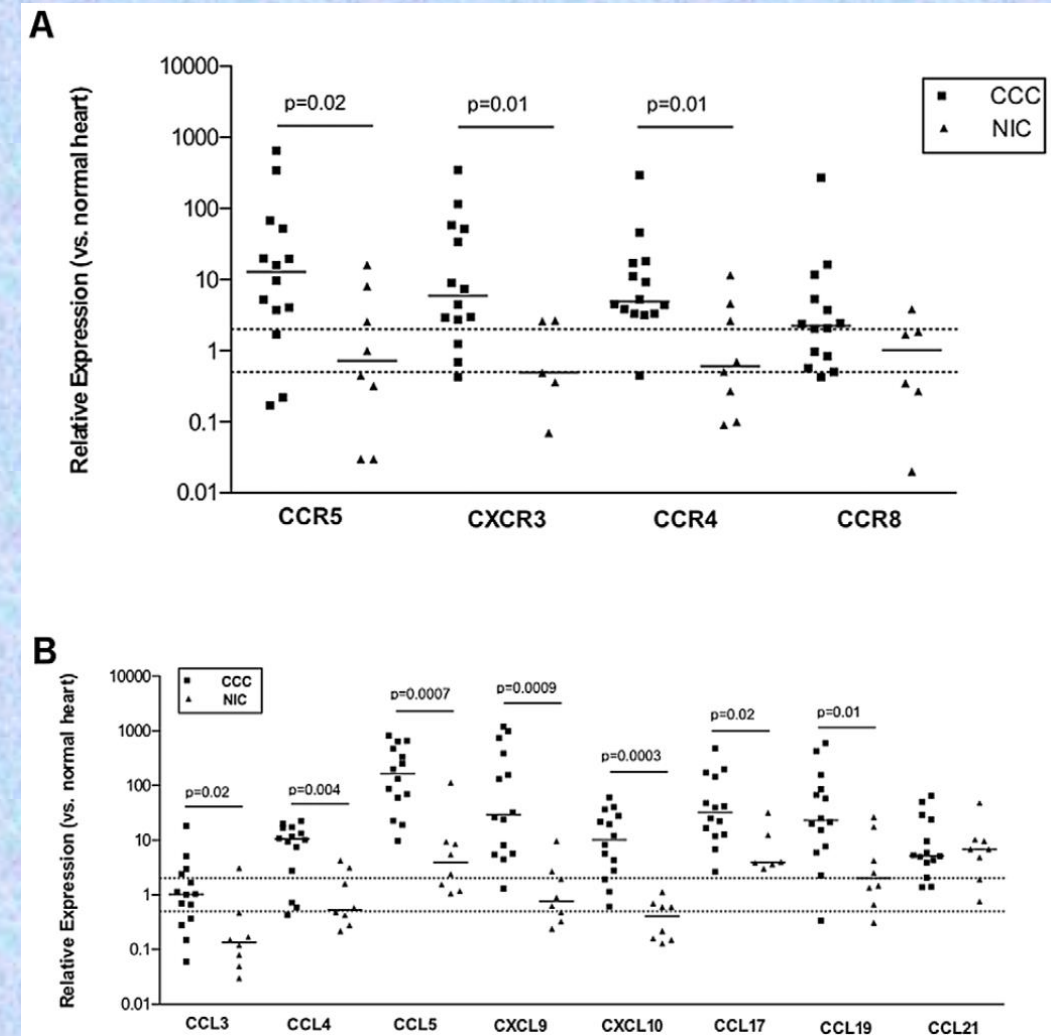 A
Relative Expression (vs. normal heart)
10000
1000
100
10
1
0.1
0.01
p=0.02
p=0.01
p=0.01
CCC
NIC
CCR5
CXCR3
CCR4
CCR8
B
Relative Expression (vs. normal heart)
10000
1000
100
10
1
0.1
0.01
CCC
NIC
p=0.02
p=0.004
p=0.0007
p=0.0009
p=0.0003
p=0.02
p=0.01
CCL3
CCL4
CCL5
CXCL9
CXCL10
CCL17
CCL19
CCL21